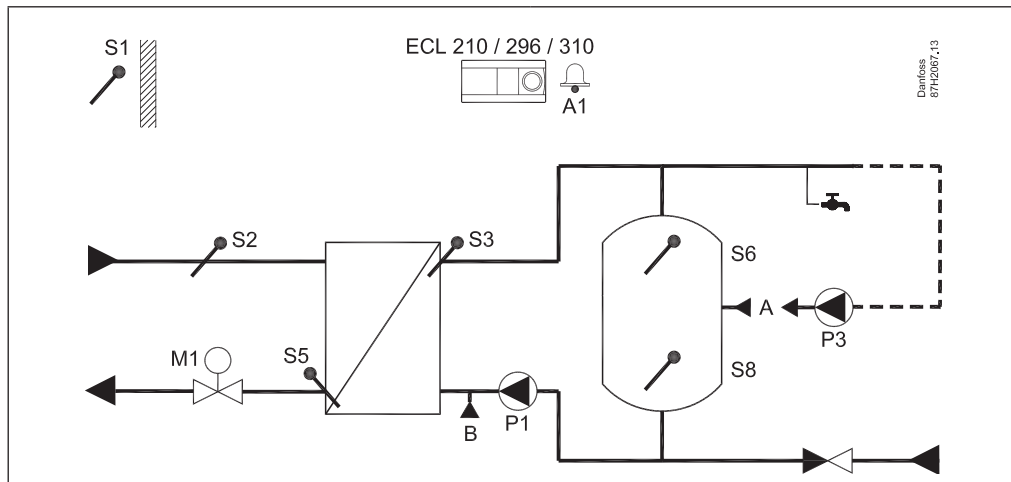 S1
ECL 210 / 296 / 310
A1
Danfoss
87H2067.13
S2
S3
S6
A
P3
M1
S5
S8
B
P1